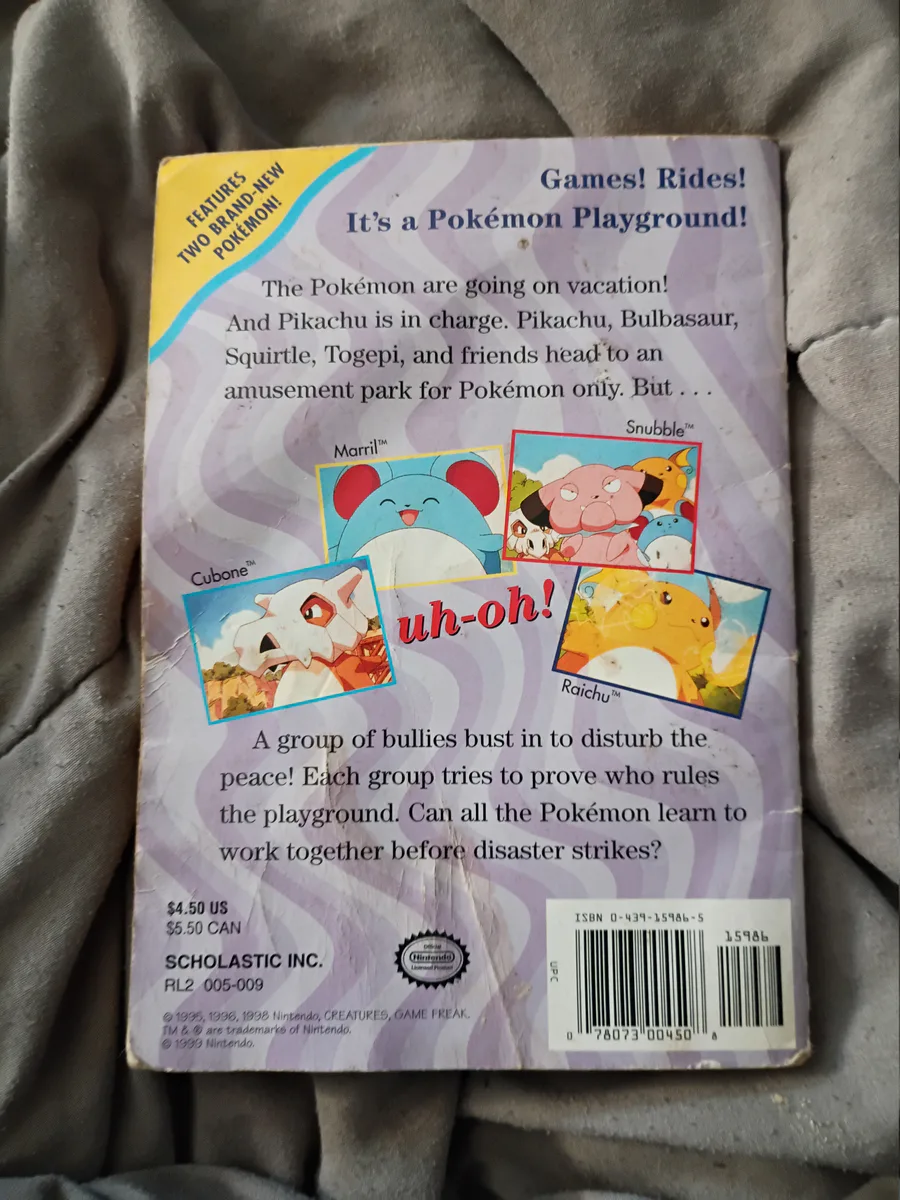 FEATURES
TWO BRAND-NEW
POKÉMON!
Games! Rides!
It's a Pokémon Playground!
The Pokémon are going on vacation!
And Pikachu is in charge. Pikachu, Bulbasaur,
Squirtle, Togepi, and friends head to an
amusement park for Pokémon only. But . . .
Snubble™
Marril™
Cubone™
uh-oh!
Raichu™
A group of bullies bust in to disturb the
peace! Each group tries to prove who rules
the playground. Can all the Pokémon learn to
work together before disaster strikes?
$4.50 US
$5.50 CAN
SCHOLASTIC INC.
RL2 005-009
Official
Nintendo
Licensed Product
© 1995, 1996, 1998 Nintendo, CREATURES, GAME FREAK.
TM & ® are trademarks of Nintendo.
© 1999 Nintendo.
ISBN 0-439-15986-5
15986
UPC
0 78073 00450 8